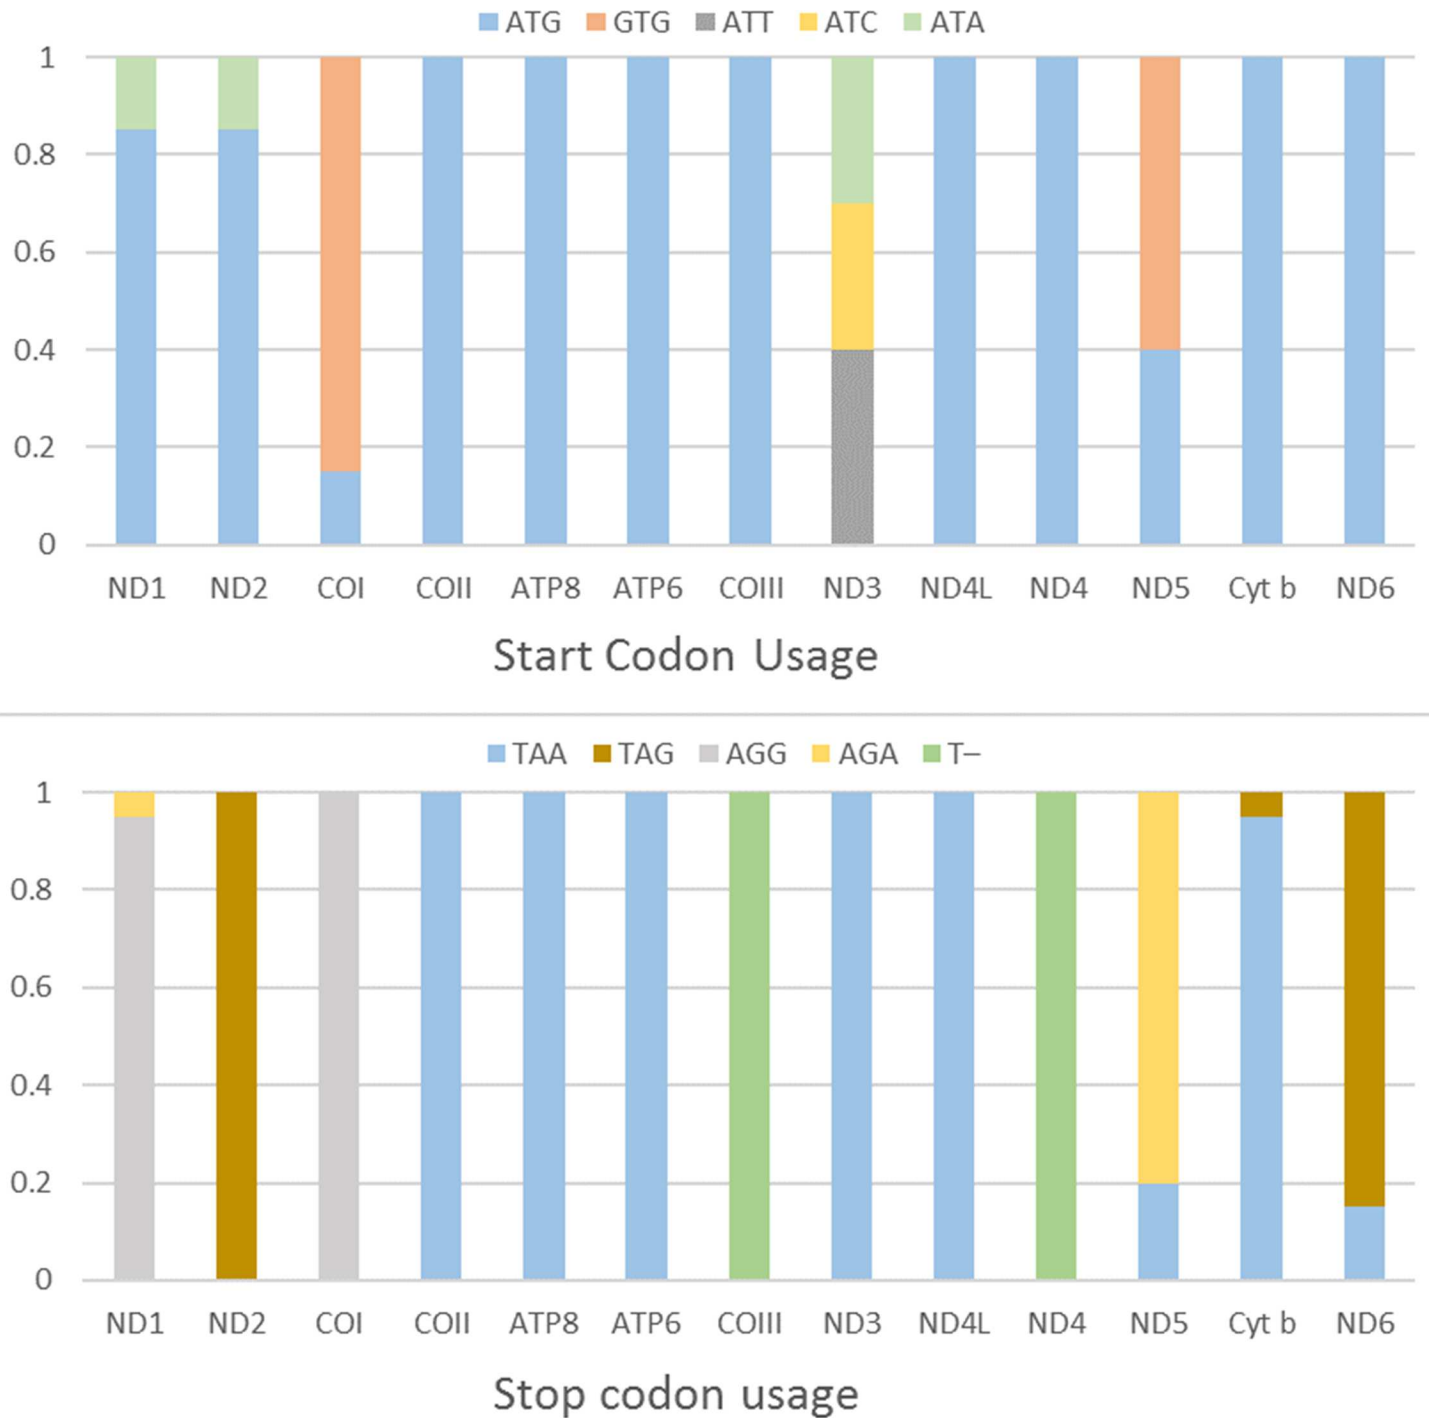 ATG GTG ATT ATC ATA
1
0.8
0.6
0.4
0.2
0
ND1 ND2 COI COII ATP8 ATP6 COIII ND3 ND4L ND4 ND5 Cyt b ND6
Start Codon Usage
TAA TAG AGG AGA T–
1
0.8
0.6
0.4
0.2
0
ND1 ND2 COI COII ATP8 ATP6 COIII ND3 ND4L ND4 ND5 Cyt b ND6
Stop codon usage